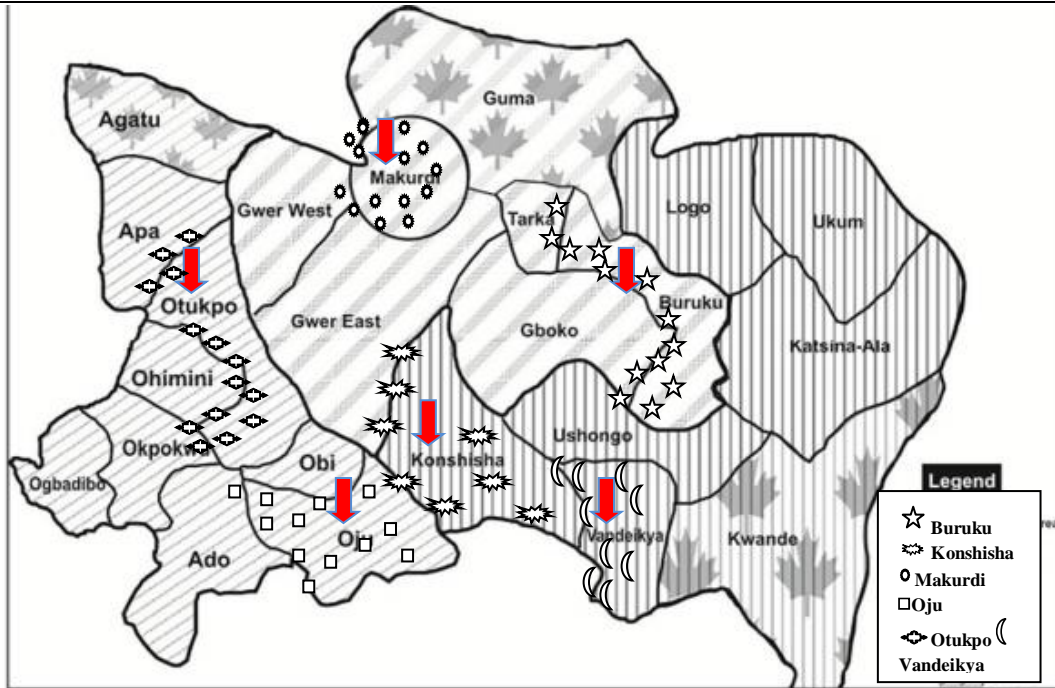 Guma
Agatu
Makurdi
Logo
Ukum
Tarka
Gwer West
Apa
Otukpo
Buruku
Gwer East
Gboko
Katsina-Ala
Ohimini
Ushongo
Okpokw
Obi
Konshisha
Ogbadibo
Legend
Vandeikya
Kwande
Oju
Ado
Buruku
Konshisha
Makurdi
Oju
Otukpo
Vandeikya